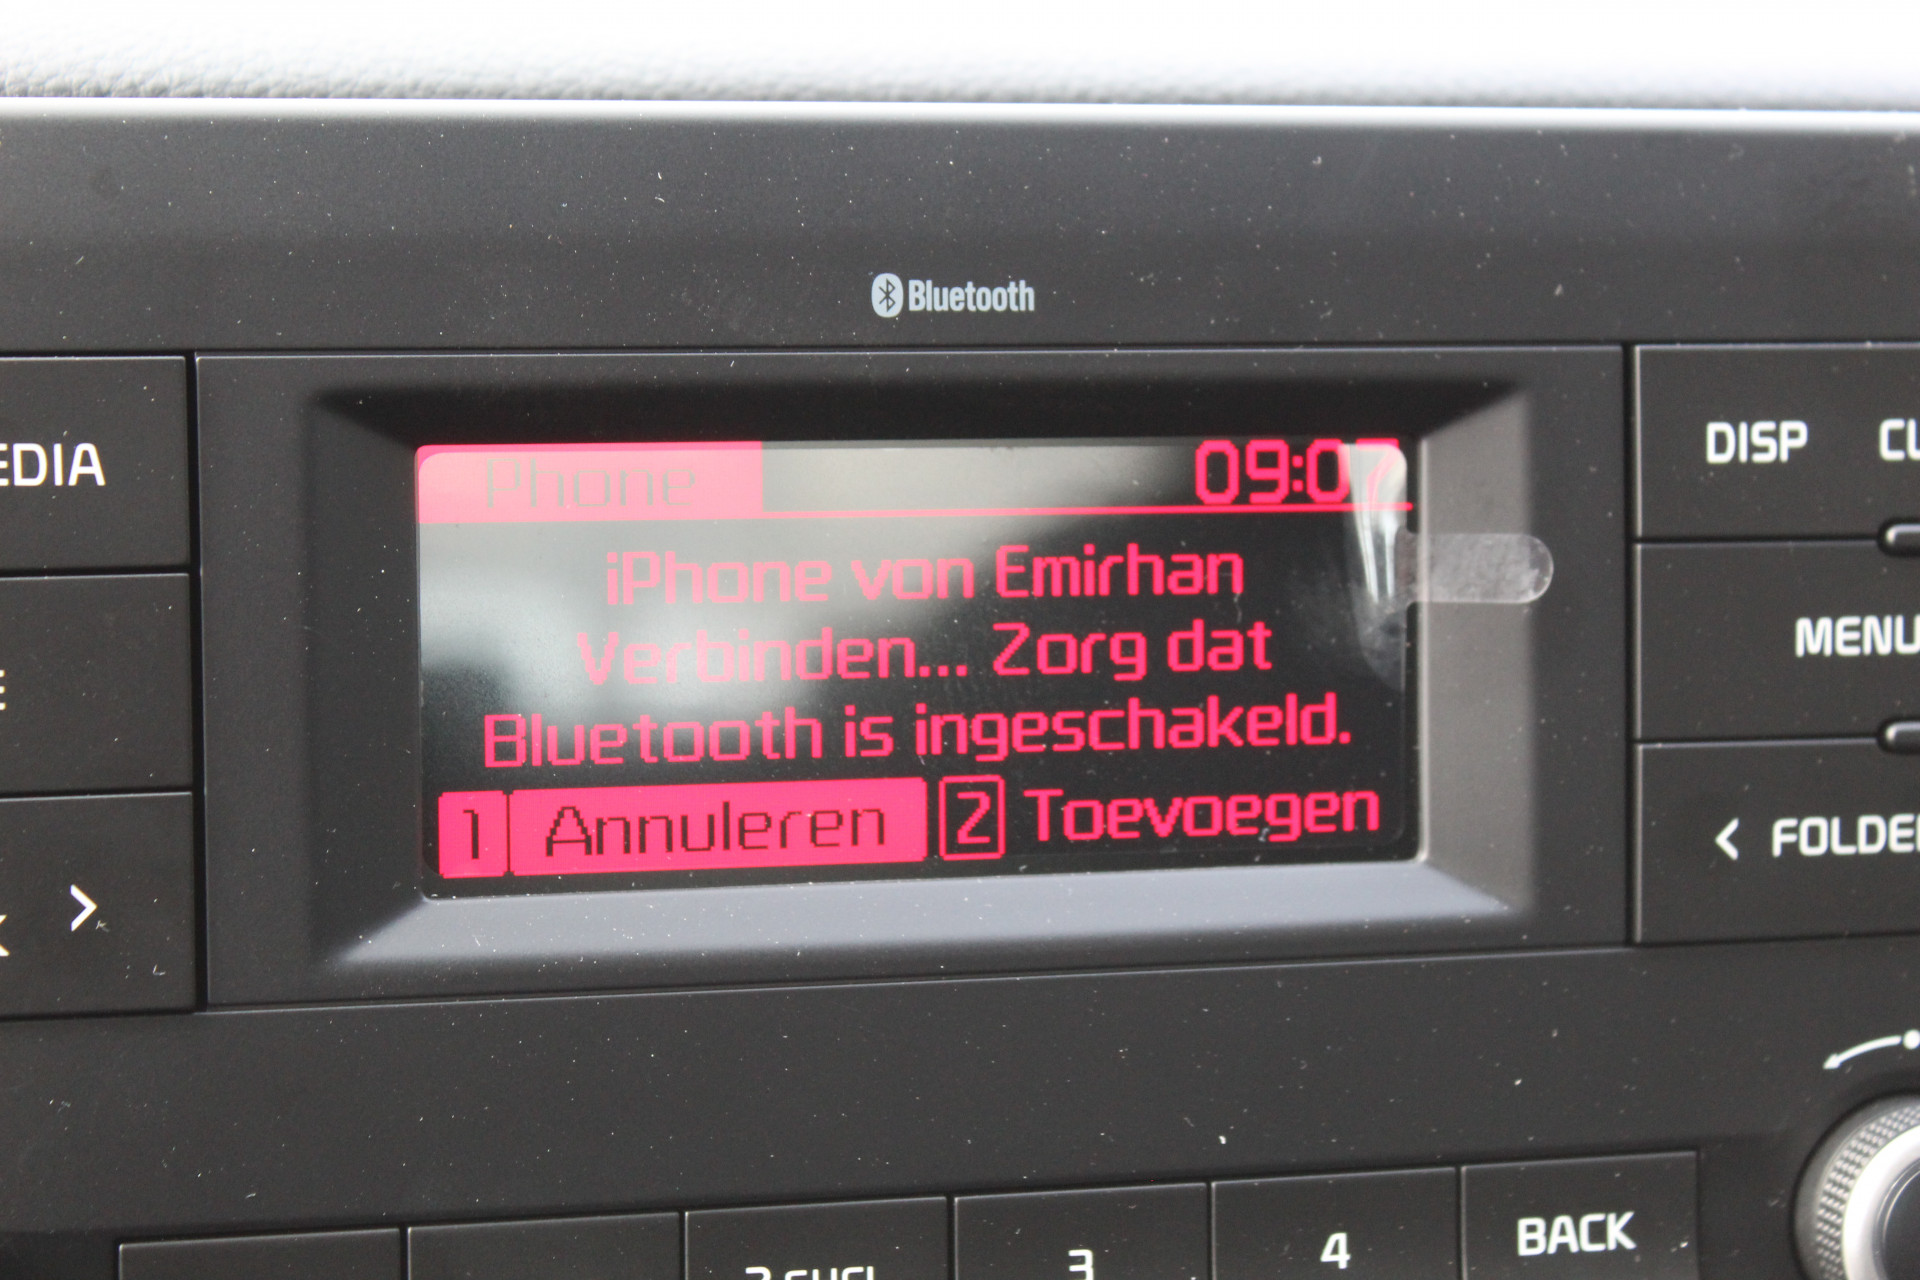 Bluetooth
EDIA
DISP
Phone 09:07
iPhone von Emirhan
Verbinden... Zorg dat
MENU
Bluetooth is ingeschakeld.
1 Annuleren 2 Toevoegen
< FOLDE
>
3
4
BACK